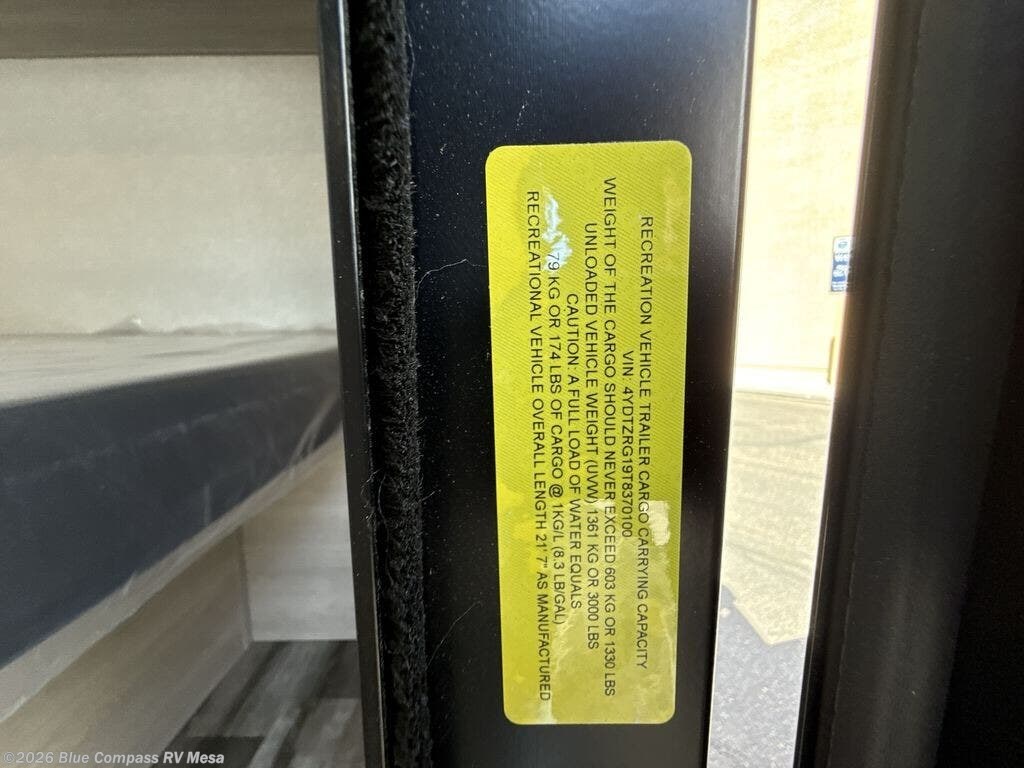 RECREATION VEHICLE TRAILER CARGO CARRYING CAPACITY
VIN: 4YDTZRG19T8370100
WEIGHT OF THE CARGO SHOULD NEVER EXCEED 603 KG OR 1330 LBS
UNLOADED VEHICLE WEIGHT (UVW) 1361 KG OR 3000 LBS
CAUTION: A FULL LOAD OF WATER EQUALS
79 KG OR 174 LBS OF CARGO @ 1KG/L (8.3 LB/GAL)
RECREATIONAL VEHICLE OVERALL LENGTH 21' 7" AS MANUFACTURED
©2026 Blue Compass RV Mesa